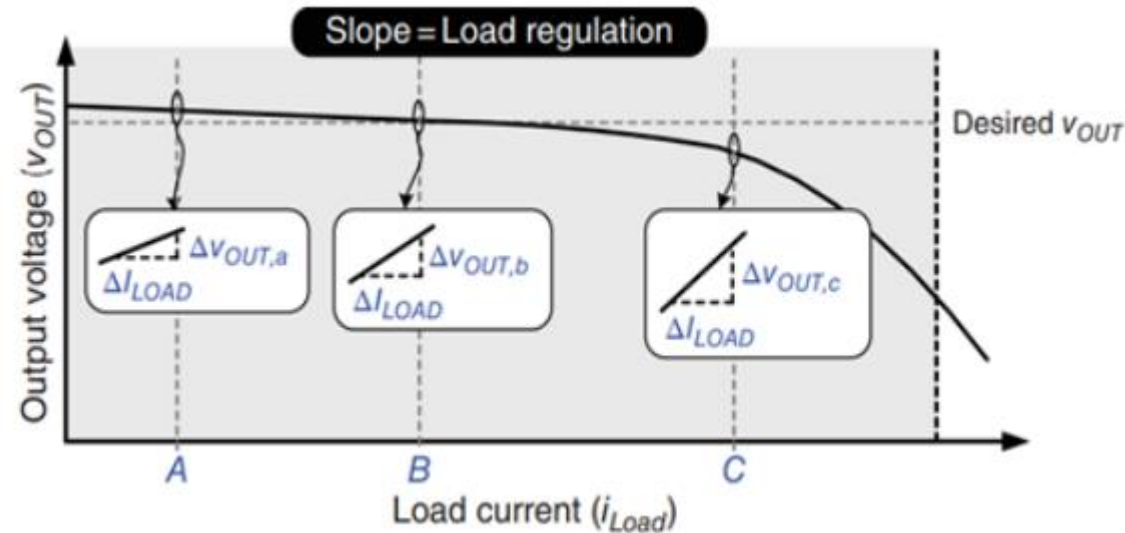 Slope = Load regulation
Output voltage (vOUT)
Desired vOUT
ΔvOUT,a
ΔILOAD
ΔvOUT,b
ΔILOAD
ΔvOUT,c
ΔILOAD
A
B
C
Load current (iLoad)